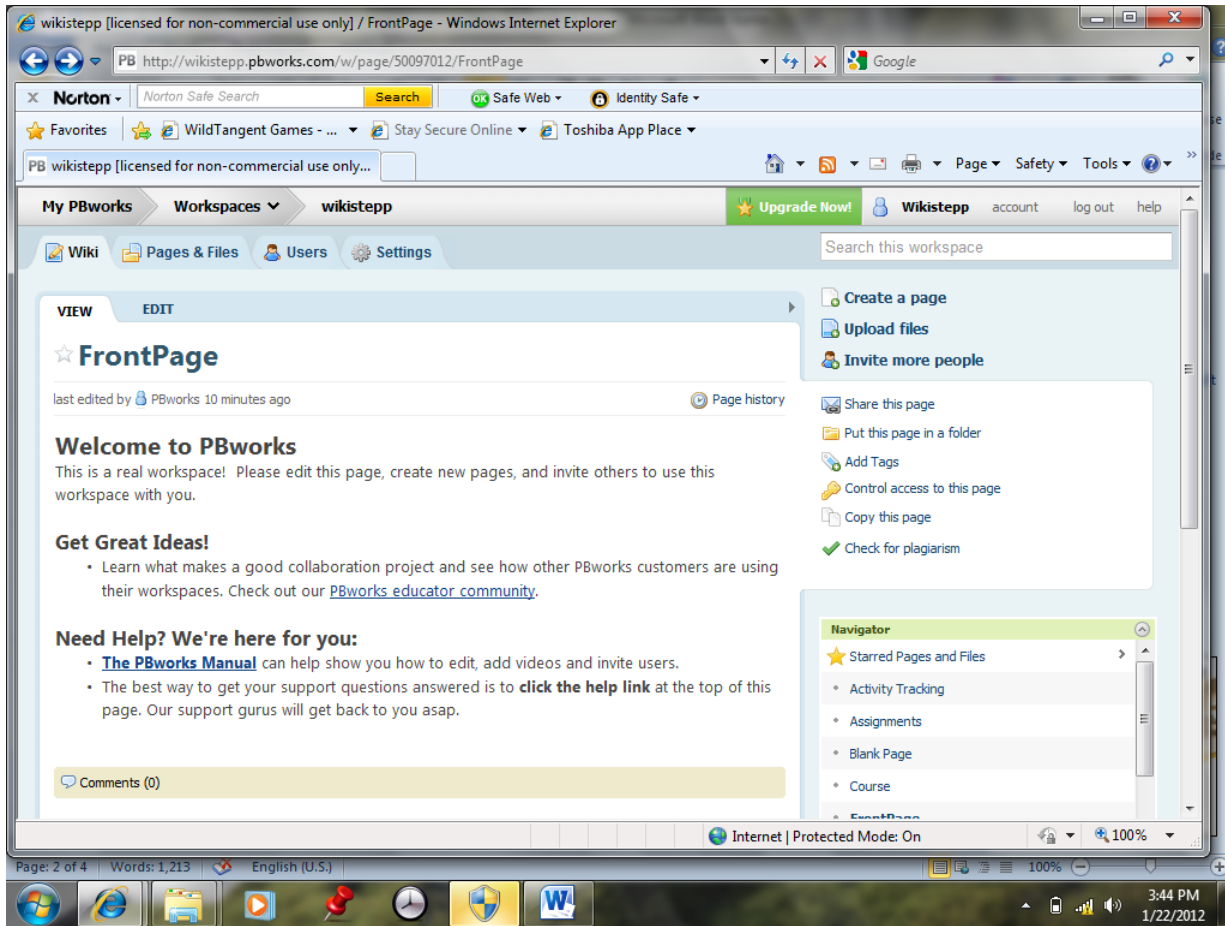 wikistepp [licensed for non-commercial use only] / FrontPage - Windows Internet Explorer
PB http://wikistepp.pbworks.com/w/page/50097012/FrontPage Google
x Norton - Norton Safe Search Search OK Safe Web Identity Safe
Favorites WildTangent Games - ... Stay Secure Online Toshiba App Place
PB wikistepp [licensed for non-commercial use only... Page Safety Tools »
My PBworks Workspaces wikistepp Upgrade Now! Wikistepp account log out help
Wiki Pages & Files Users Settings Search this workspace
VIEW EDIT
FrontPage
last edited by PBworks 10 minutes ago Page history
Welcome to PBworks
This is a real workspace! Please edit this page, create new pages, and invite others to use this
workspace with you.
Get Great Ideas!
• Learn what makes a good collaboration project and see how other PBworks customers are using
their workspaces. Check out our PBworks educator community.
Need Help? We're here for you:
• The PBworks Manual can help show you how to edit, add videos and invite users.
• The best way to get your support questions answered is to click the help link at the top of this
page. Our support gurus will get back to you asap.
Comments (0)
Create a page
Upload files
Invite more people
Share this page
Put this page in a folder
Add Tags
Control access to this page
Copy this page
Check for plagiarism
Navigator
Starred Pages and Files
Activity Tracking
Assignments
Blank Page
Course
FrontPage
Internet | Protected Mode: On 100%
Page: 2 of 4 Words: 1,213 English (U.S.) 100%
3:44 PM
1/22/2012